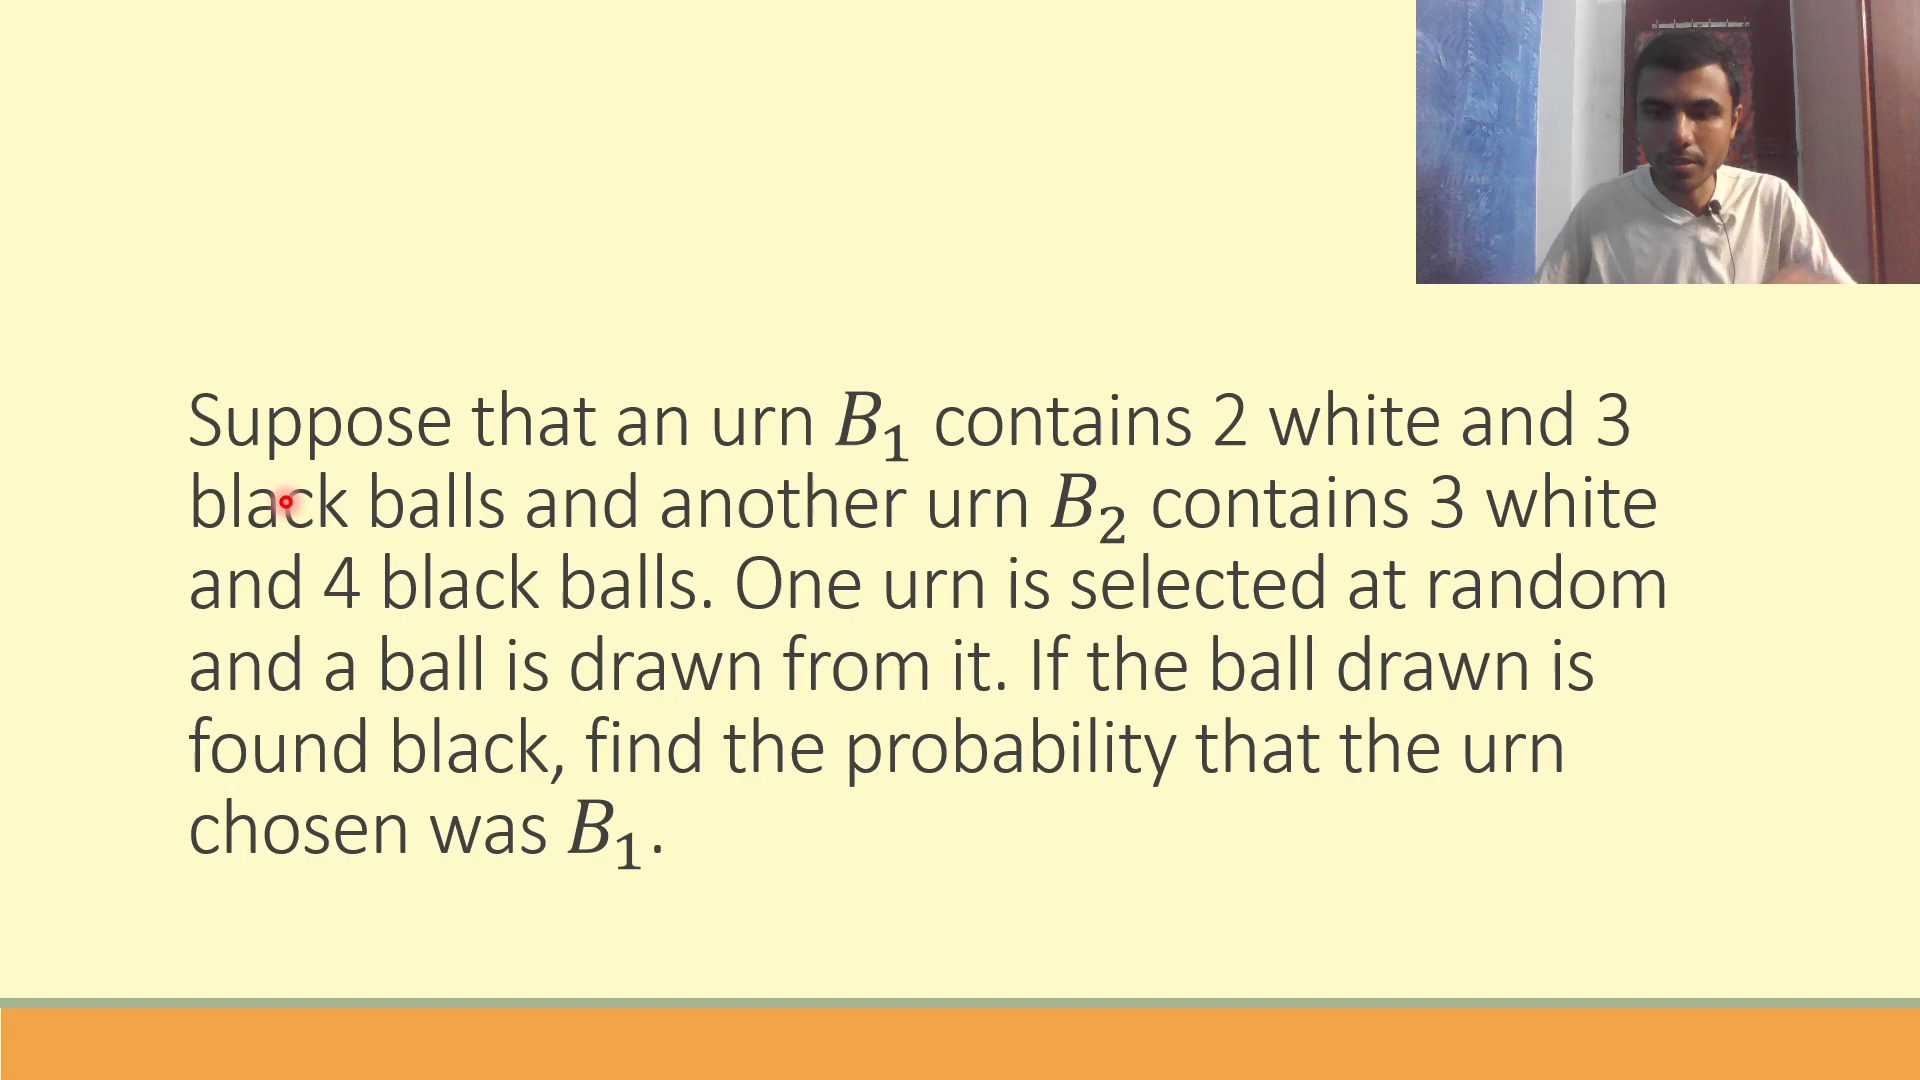 Suppose that an urn B₁ contains 2 white and 3
black balls and another urn B₂ contains 3 white
and 4 black balls. One urn is selected at random
and a ball is drawn from it. If the ball drawn is
found black, find the probability that the urn
chosen was B₁.